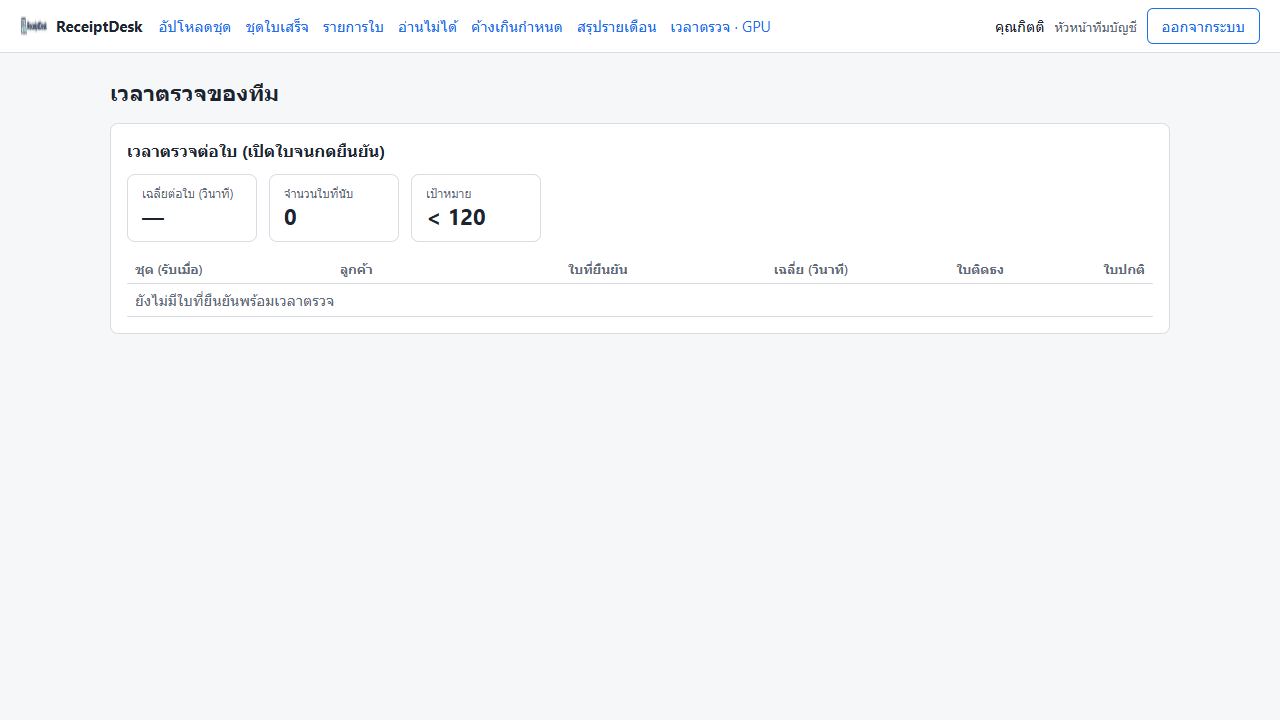 ReceiptDesk อัปโหลดชุด ชุดใบเสร็จ รายการใบ อ่านไม่ได้ ค้างเกินกำหนด สรุปรายเดือน เวลาตรวจ · GPU คุณกิตติ หัวหน้าทีมบัญชี ออกจากระบบ
เวลาตรวจของทีม
เวลาตรวจต่อใบ (เปิดใบจนกดยืนยัน)
เฉลี่ยต่อใบ (วินาที) จำนวนใบที่นับ เป้าหมาย
— 0 < 120
ชุด (รับเมื่อ) ลูกค้า ใบที่ยืนยัน เฉลี่ย (วินาที) ใบติดธง ใบปกติ
ยังไม่มีใบที่ยืนยันพร้อมเวลาตรวจ